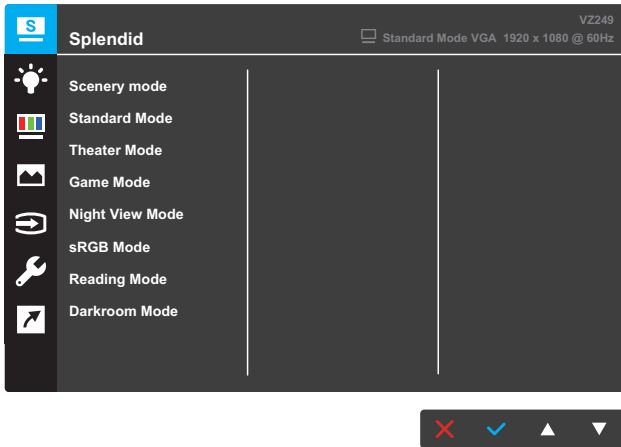 S
VZ249
Splendid
Standard Mode VGA 1920 x 1080 @ 60Hz
Scenery mode
Standard Mode
Theater Mode
Game Mode
Night View Mode
sRGB Mode
Reading Mode
Darkroom Mode